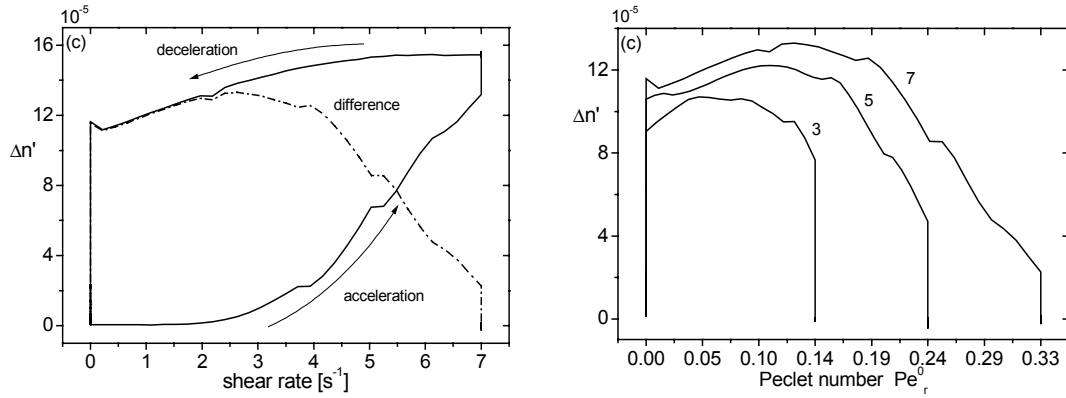 10⁻⁵
(c)
16
12
8
4
0
Δn'
deceleration
difference
acceleration
0 1 2 3 4 5 6 7
shear rate [s⁻¹]
10⁻⁵
(c)
12
8
4
0
Δn'
7
5
3
0.00 0.05 0.10 0.14 0.19 0.24 0.29 0.33
Peclet number Pe⁰ᵣ